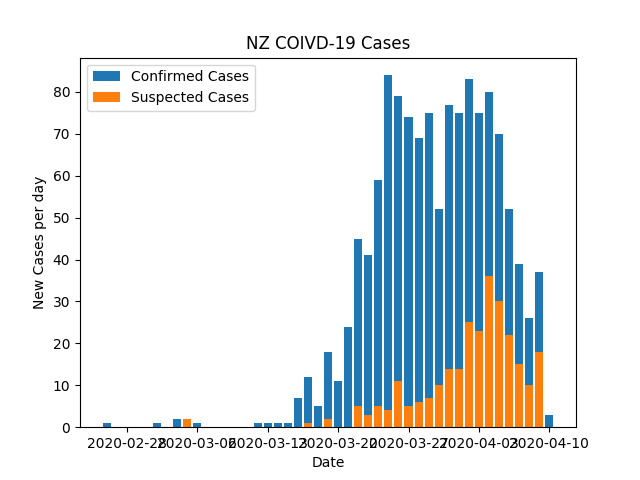 NZ COIVD-19 Cases
Confirmed Cases
Suspected Cases
80
70
60
50
40
30
20
10
0
New Cases per day
2020-02-28 2020-03-06 2020-03-13 2020-03-20 2020-03-27 2020-04-03 2020-04-10
Date